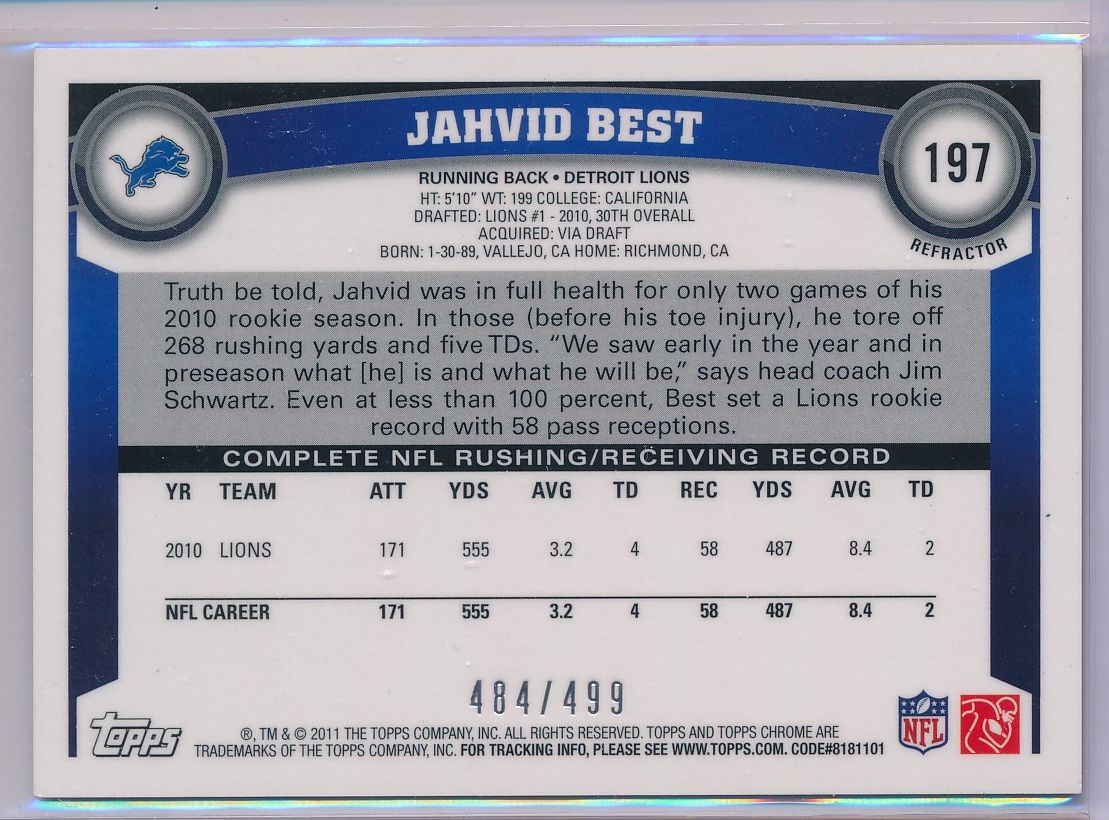 JAHVID BEST
197
REFRACTOR
RUNNING BACK • DETROIT LIONS
HT: 5'10" WT: 199 COLLEGE: CALIFORNIA
DRAFTED: LIONS #1 - 2010, 30TH OVERALL
ACQUIRED: VIA DRAFT
BORN: 1-30-89, VALLEJO, CA HOME: RICHMOND, CA
Truth be told, Jahvid was in full health for only two games of his
2010 rookie season. In those (before his toe injury), he tore off
268 rushing yards and five TDs. “We saw early in the year and in
preseason what [he] is and what he will be,” says head coach Jim
Schwartz. Even at less than 100 percent, Best set a Lions rookie
record with 58 pass receptions.
COMPLETE NFL RUSHING/RECEIVING RECORD
YR TEAM ATT YDS AVG TD REC YDS AVG TD
2010 LIONS 171 555 3.2 4 58 487 8.4 2
NFL CAREER 171 555 3.2 4 58 487 8.4 2
484/499
Topps
®, TM & © 2011 THE TOPPS COMPANY, INC. ALL RIGHTS RESERVED. TOPPS AND TOPPS CHROME ARE
TRADEMARKS OF THE TOPPS COMPANY, INC. FOR TRACKING INFO, PLEASE SEE WWW.TOPPS.COM. CODE#8181101
NFL